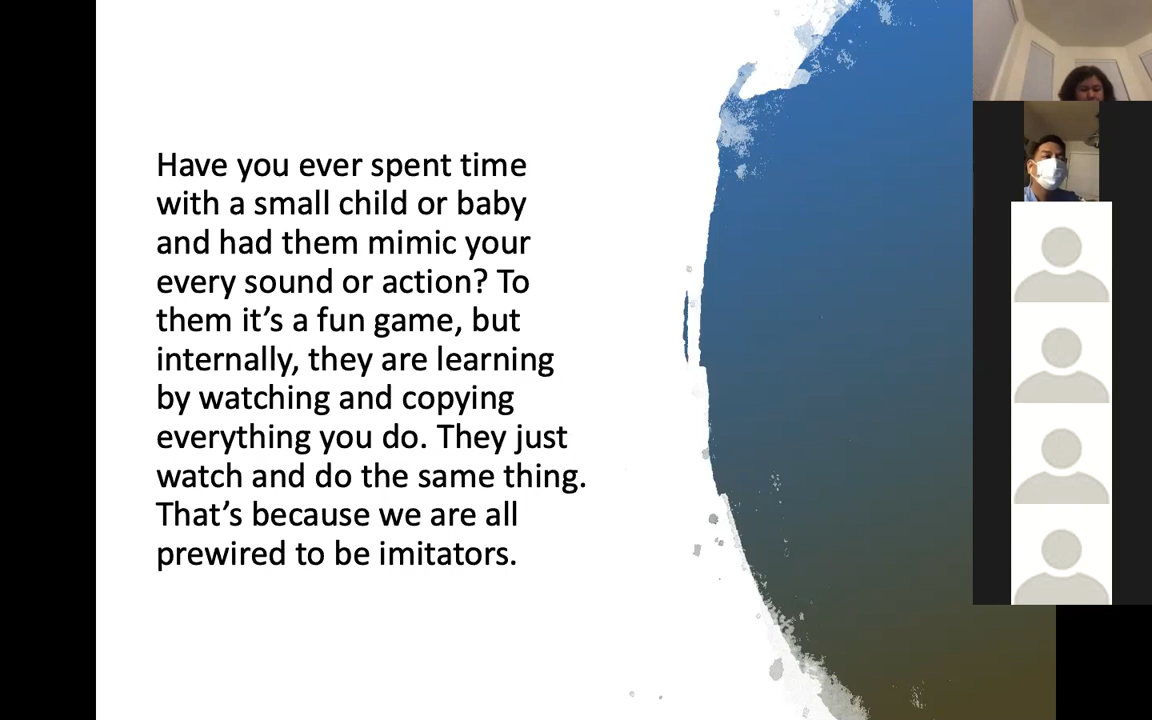 Have you ever spent time
with a small child or baby
and had them mimic your
every sound or action? To
them it’s a fun game, but
internally, they are learning
by watching and copying
everything you do. They just
watch and do the same thing.
That’s because we are all
prewired to be imitators.